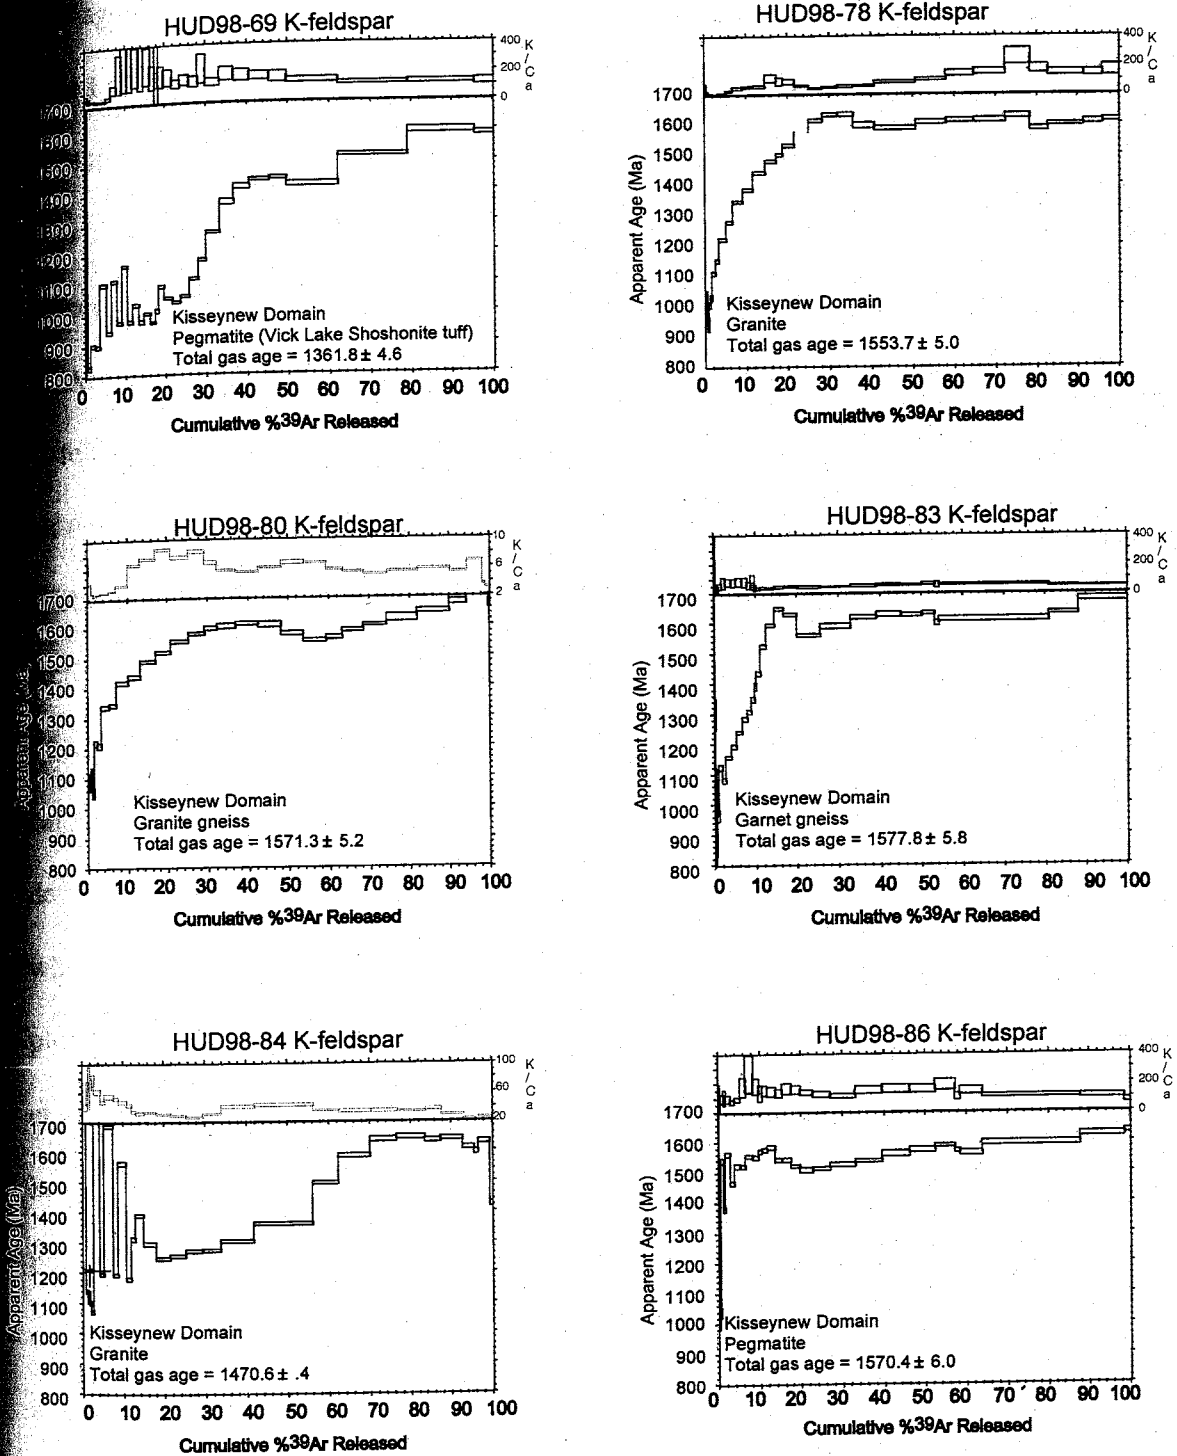 HUD98-69 K-feldspar
400
200
0
K
/
C
a
1700
1600
1500
1400
1300
1200
1100
1000
900
800
Kisseynew Domain
Pegmatite (Vick Lake Shoshonite tuff)
Total gas age = 1361.8± 4.6
10 20 30 40 50 60 70 80 90 100
Cumulative %39Ar Released
HUD98-78 K-feldspar
400
200
0
K
/
C
a
Apparent Age (Ma)
1700
1600
1500
1400
1300
1200
1100
1000
900
800
Kisseynew Domain
Granite
Total gas age = 1553.7± 5.0
0 10 20 30 40 50 60 70 80 90 100
Cumulative %39Ar Released
HUD98-80 K-feldspar
10
6
2
K
/
C
a
Apparent Age (Ma)
1700
1600
1500
1400
1300
1200
1100
1000
900
800
Kisseynew Domain
Granite gneiss
Total gas age = 1571.3± 5.2
0 10 20 30 40 50 60 70 80 90 100
Cumulative %39Ar Released
HUD98-83 K-feldspar
400
200
0
K
/
C
a
Apparent Age (Ma)
1700
1600
1500
1400
1300
1200
1100
1000
900
800
Kisseynew Domain
Garnet gneiss
Total gas age = 1577.8± 5.8
0 10 20 30 40 50 60 70 80 90 100
Cumulative %39Ar Released
HUD98-84 K-feldspar
100
60
20
K
/
C
a
Apparent Age (Ma)
1700
1600
1500
1400
1300
1200
1100
1000
900
800
Kisseynew Domain
Granite
Total gas age = 1470.6± .4
0 10 20 30 40 50 60 70 80 90 100
Cumulative %39Ar Released
HUD98-86 K-feldspar
400
200
0
K
/
C
a
Apparent Age (Ma)
1700
1600
1500
1400
1300
1200
1100
1000
900
800
Kisseynew Domain
Pegmatite
Total gas age = 1570.4± 6.0
0 10 20 30 40 50 60 70 80 90 100
Cumulative %39Ar Released